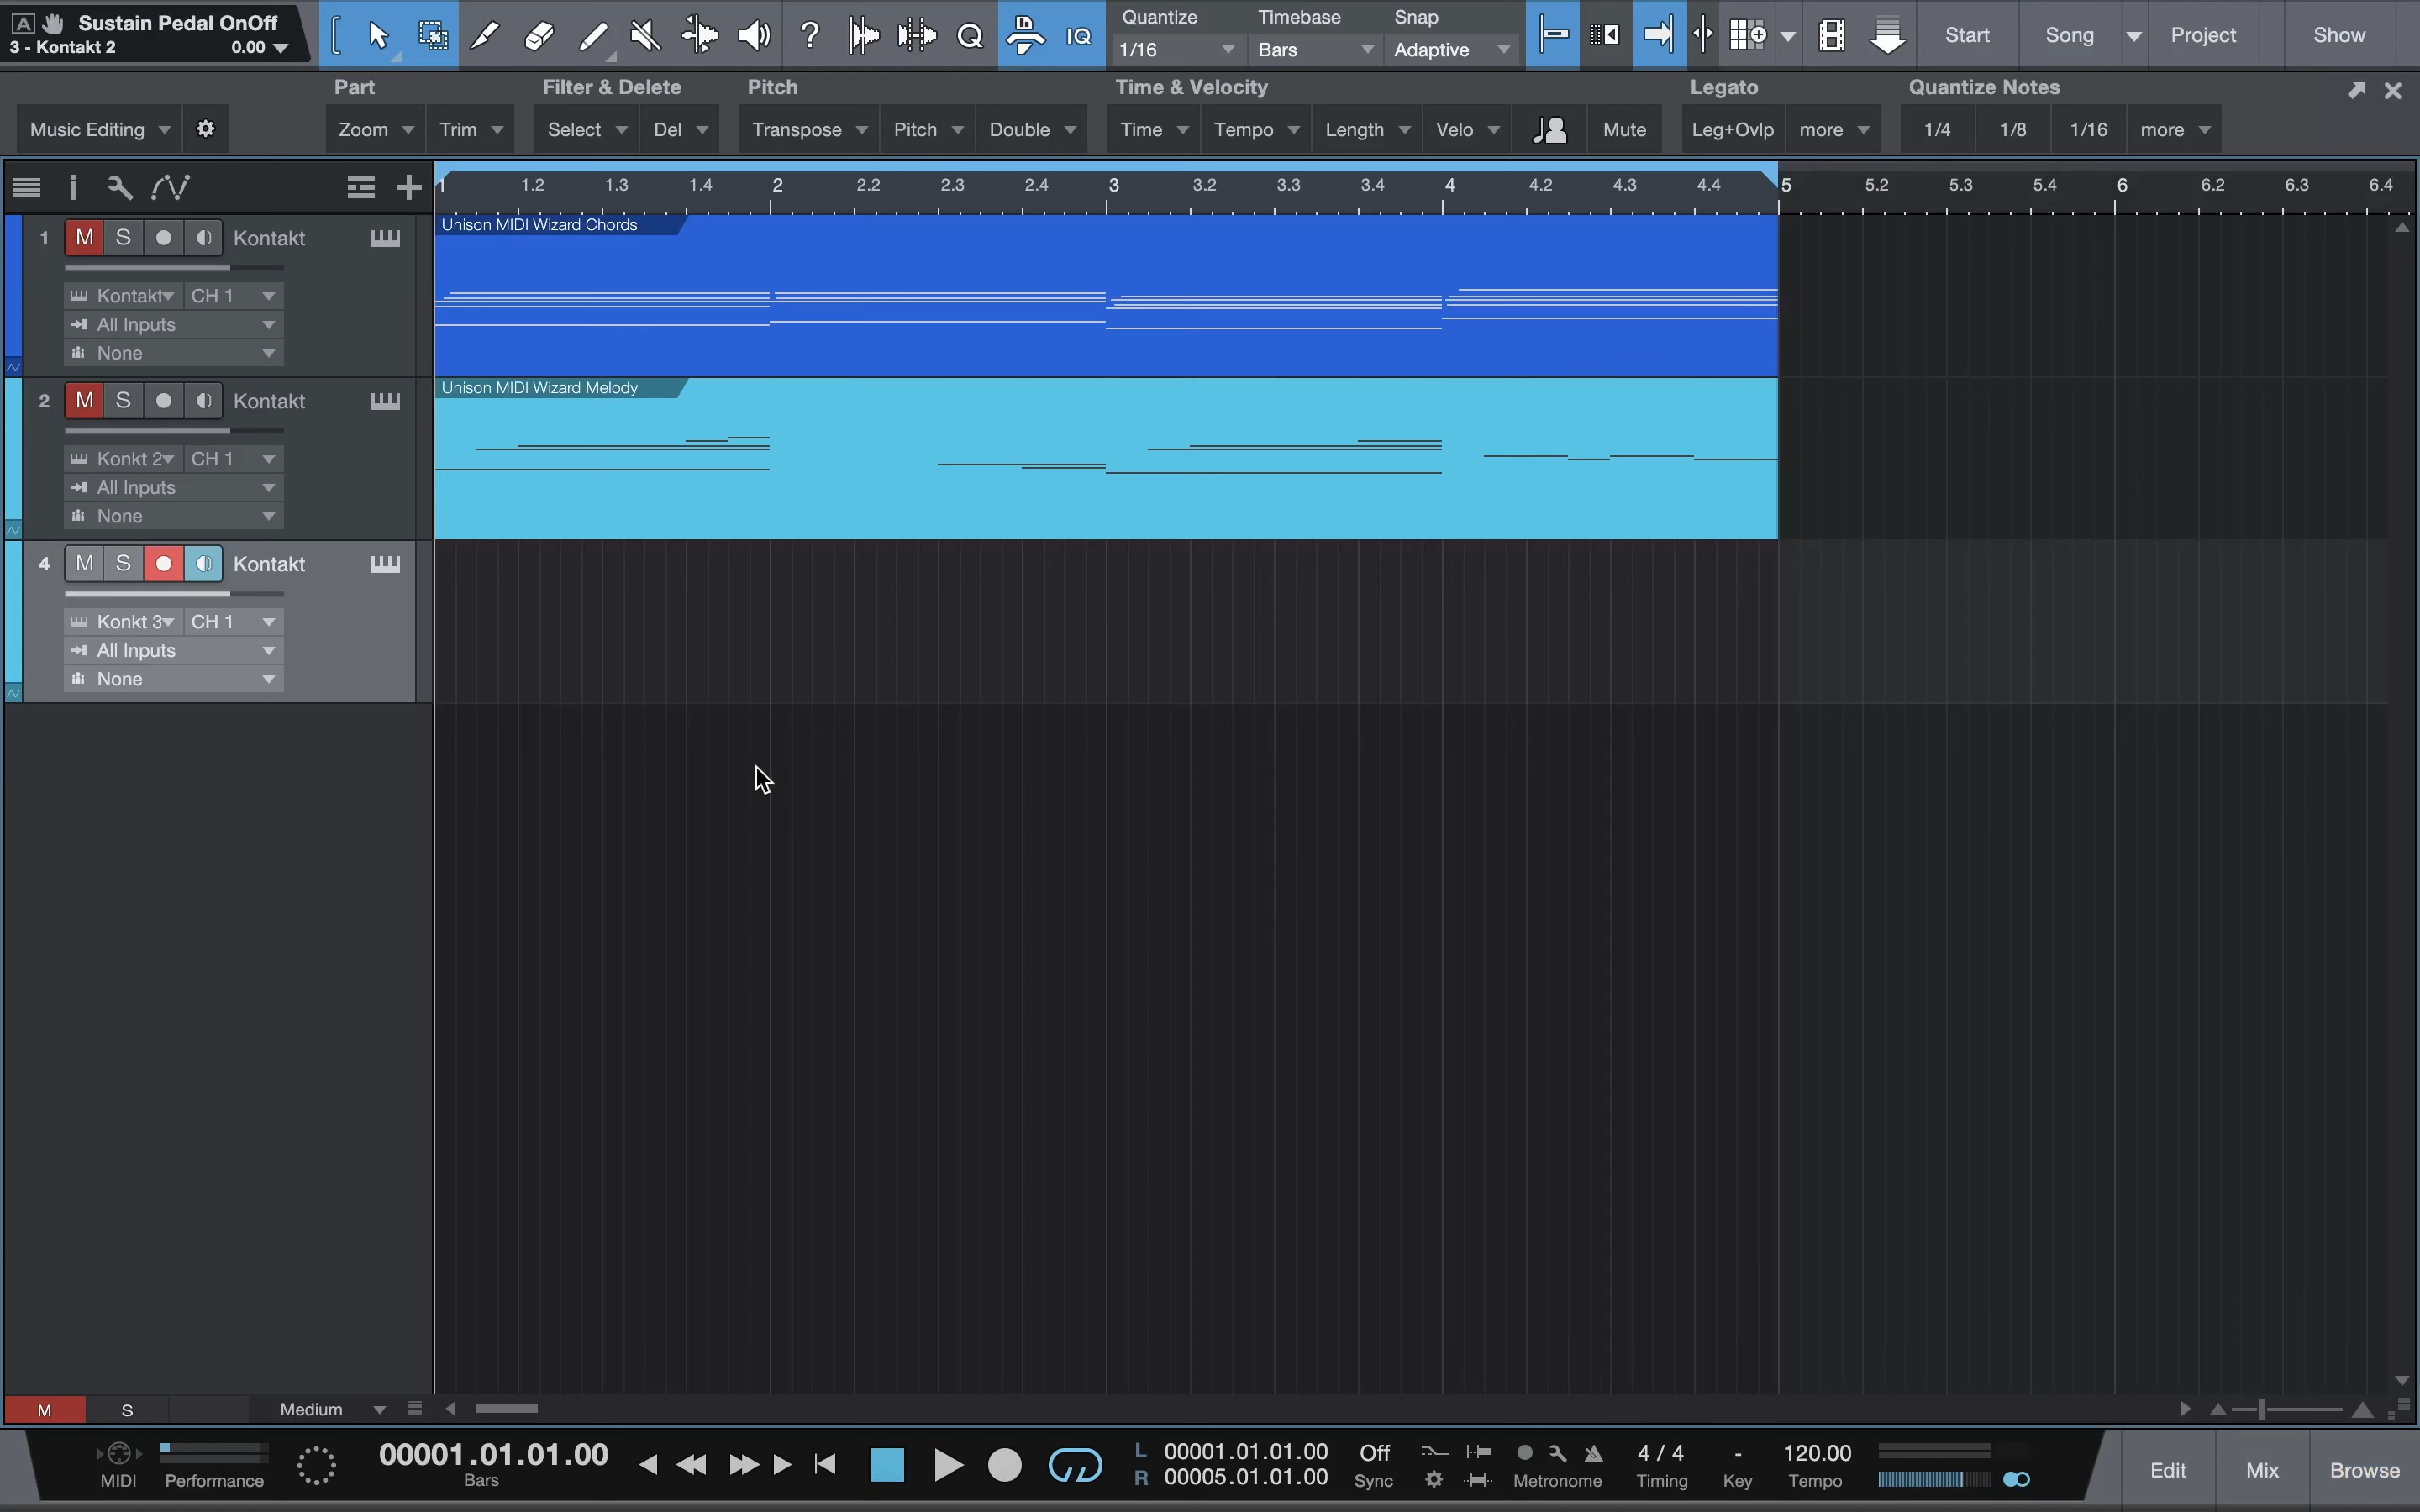 A Sustain Pedal OnOff
3 - Kontakt 2 0.00
? Q IQ
Quantize Timebase Snap
1/16 Bars Adaptive
Start Song Project Show
Part Filter & Delete Pitch Time & Velocity Legato Quantize Notes
Music Editing Zoom Trim Select Del Transpose Pitch Double Time Tempo Length Velo Mute Leg+Ovlp more 1/4 1/8 1/16 more
1 1.2 1.3 1.4 2 2.2 2.3 2.4 3 3.2 3.3 3.4 4 4.2 4.3 4.4 5 5.2 5.3 5.4 6 6.2 6.3 6.4
1 M S Kontakt
Kontakt CH 1
All Inputs
None
Unison MIDI Wizard Chords
2 M S Kontakt
Konkt 2 CH 1
All Inputs
None
Unison MIDI Wizard Melody
4 M S Kontakt
Konkt 3 CH 1
All Inputs
None
M S Medium
MIDI Performance
00001.01.01.00
Bars
L 00001.01.01.00
R 00005.01.01.00
Off
Sync
Metronome
4 / 4
Timing
-
Key
120.00
Tempo
Edit Mix Browse